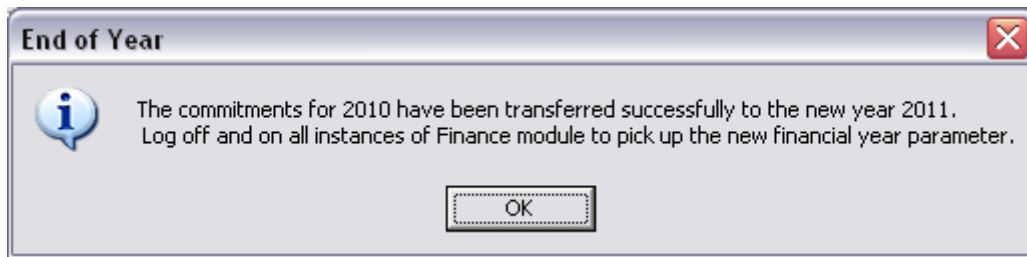 End of Year
The commitments for 2010 have been transferred successfully to the new year 2011.
Log off and on all instances of Finance module to pick up the new financial year parameter.
OK